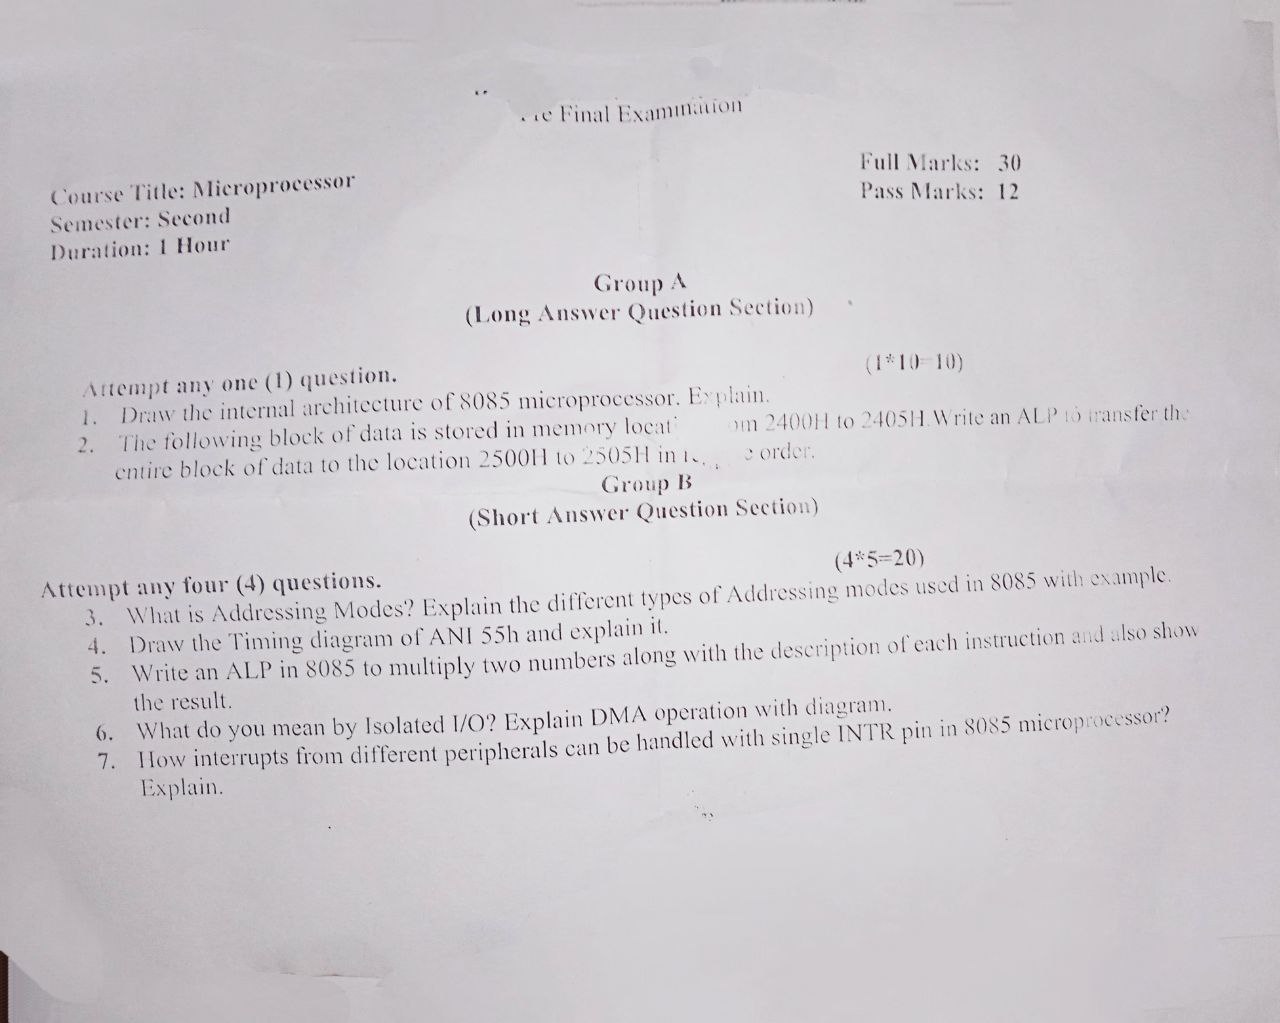 Final Examination
Full Marks: 30
Pass Marks: 12
Course Title: Microprocessor
Semester: Second
Duration: 1 Hour
Group A
(Long Answer Question Section)
(1*10=10)
Attempt any one (1) question.
1. Draw the internal architecture of 8085 microprocessor. Explain.
2. The following block of data is stored in memory 2400H to 2405H.Write an ALP to transfer the
entire block of data to the location 2500H to 2505H in order.
Group B
(Short Answer Question Section)
(4*5=20)
Attempt any four (4) questions.
3. What is Addressing Modes? Explain the different types of Addressing modes used in 8085 with example.
4. Draw the Timing diagram of ANI 55h and explain it.
5. Write an ALP in 8085 to multiply two numbers along with the description of each instruction and also show
the result.
6. What do you mean by Isolated I/O? Explain DMA operation with diagram.
7. How interrupts from different peripherals can be handled with single INTR pin in 8085 microprocessor?
Explain.